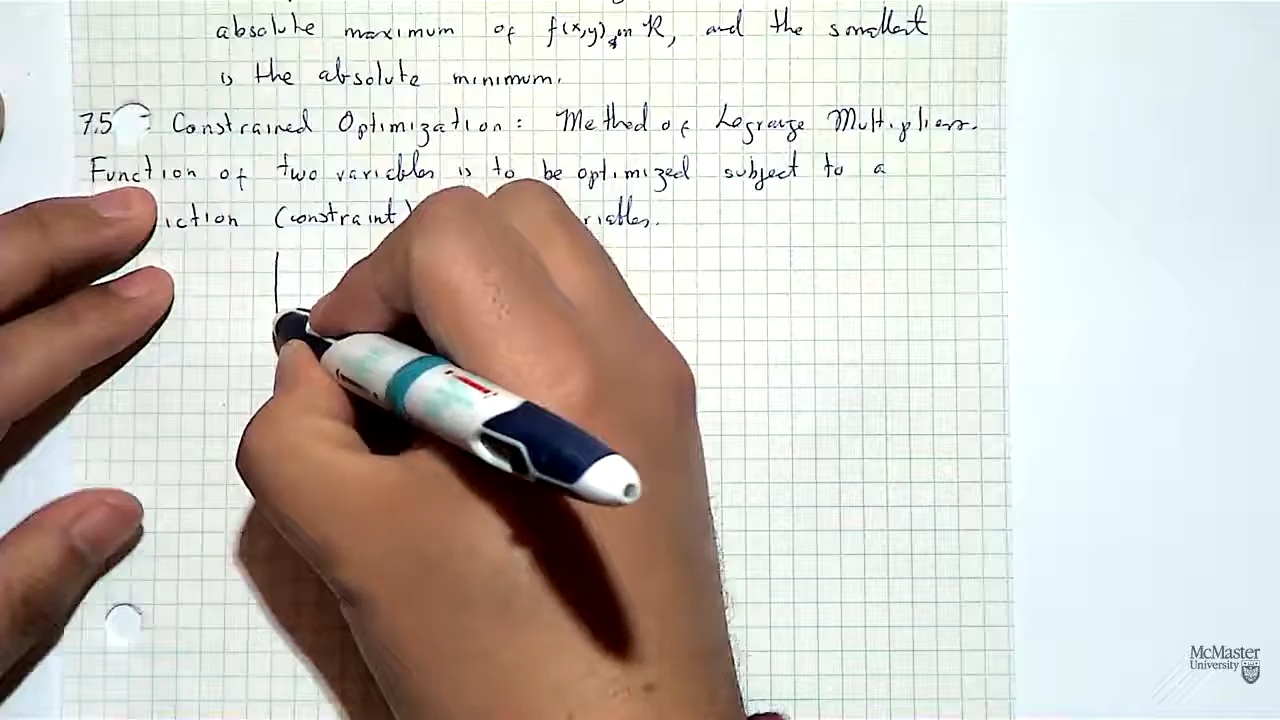 absolute maximum of f(x,y) on R, and the smallest
is the absolute minimum.
7.5 Constrained Optimization: Method of Lagrange Multipliers.
Function of two variables is to be optimized subject to a
iction (constraint) riables.
McMaster
University